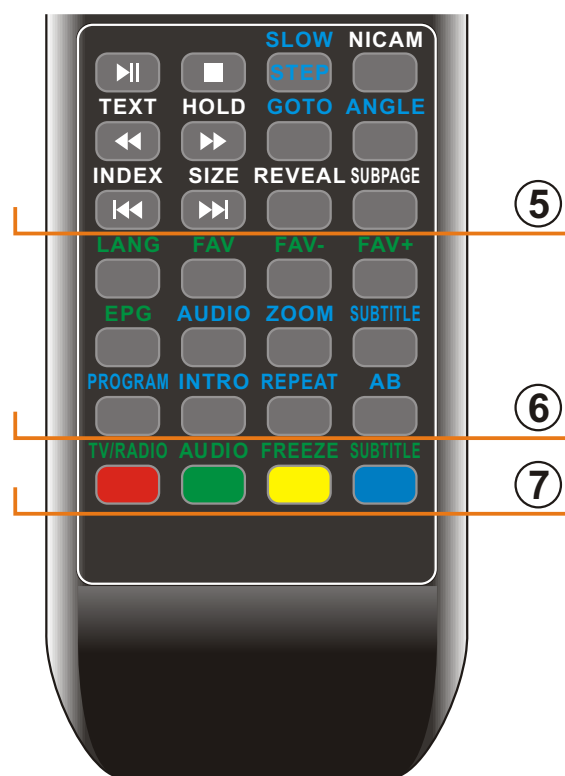 SLOW NICAM
STEP
TEXT HOLD GOTO ANGLE
INDEX SIZE REVEAL SUBPAGE
5
LANG FAV FAV- FAV+
EPG AUDIO ZOOM SUBTITLE
PROGRAM INTRO REPEAT AB
6
TV/RADIO AUDIO FREEZE SUBTITLE
7